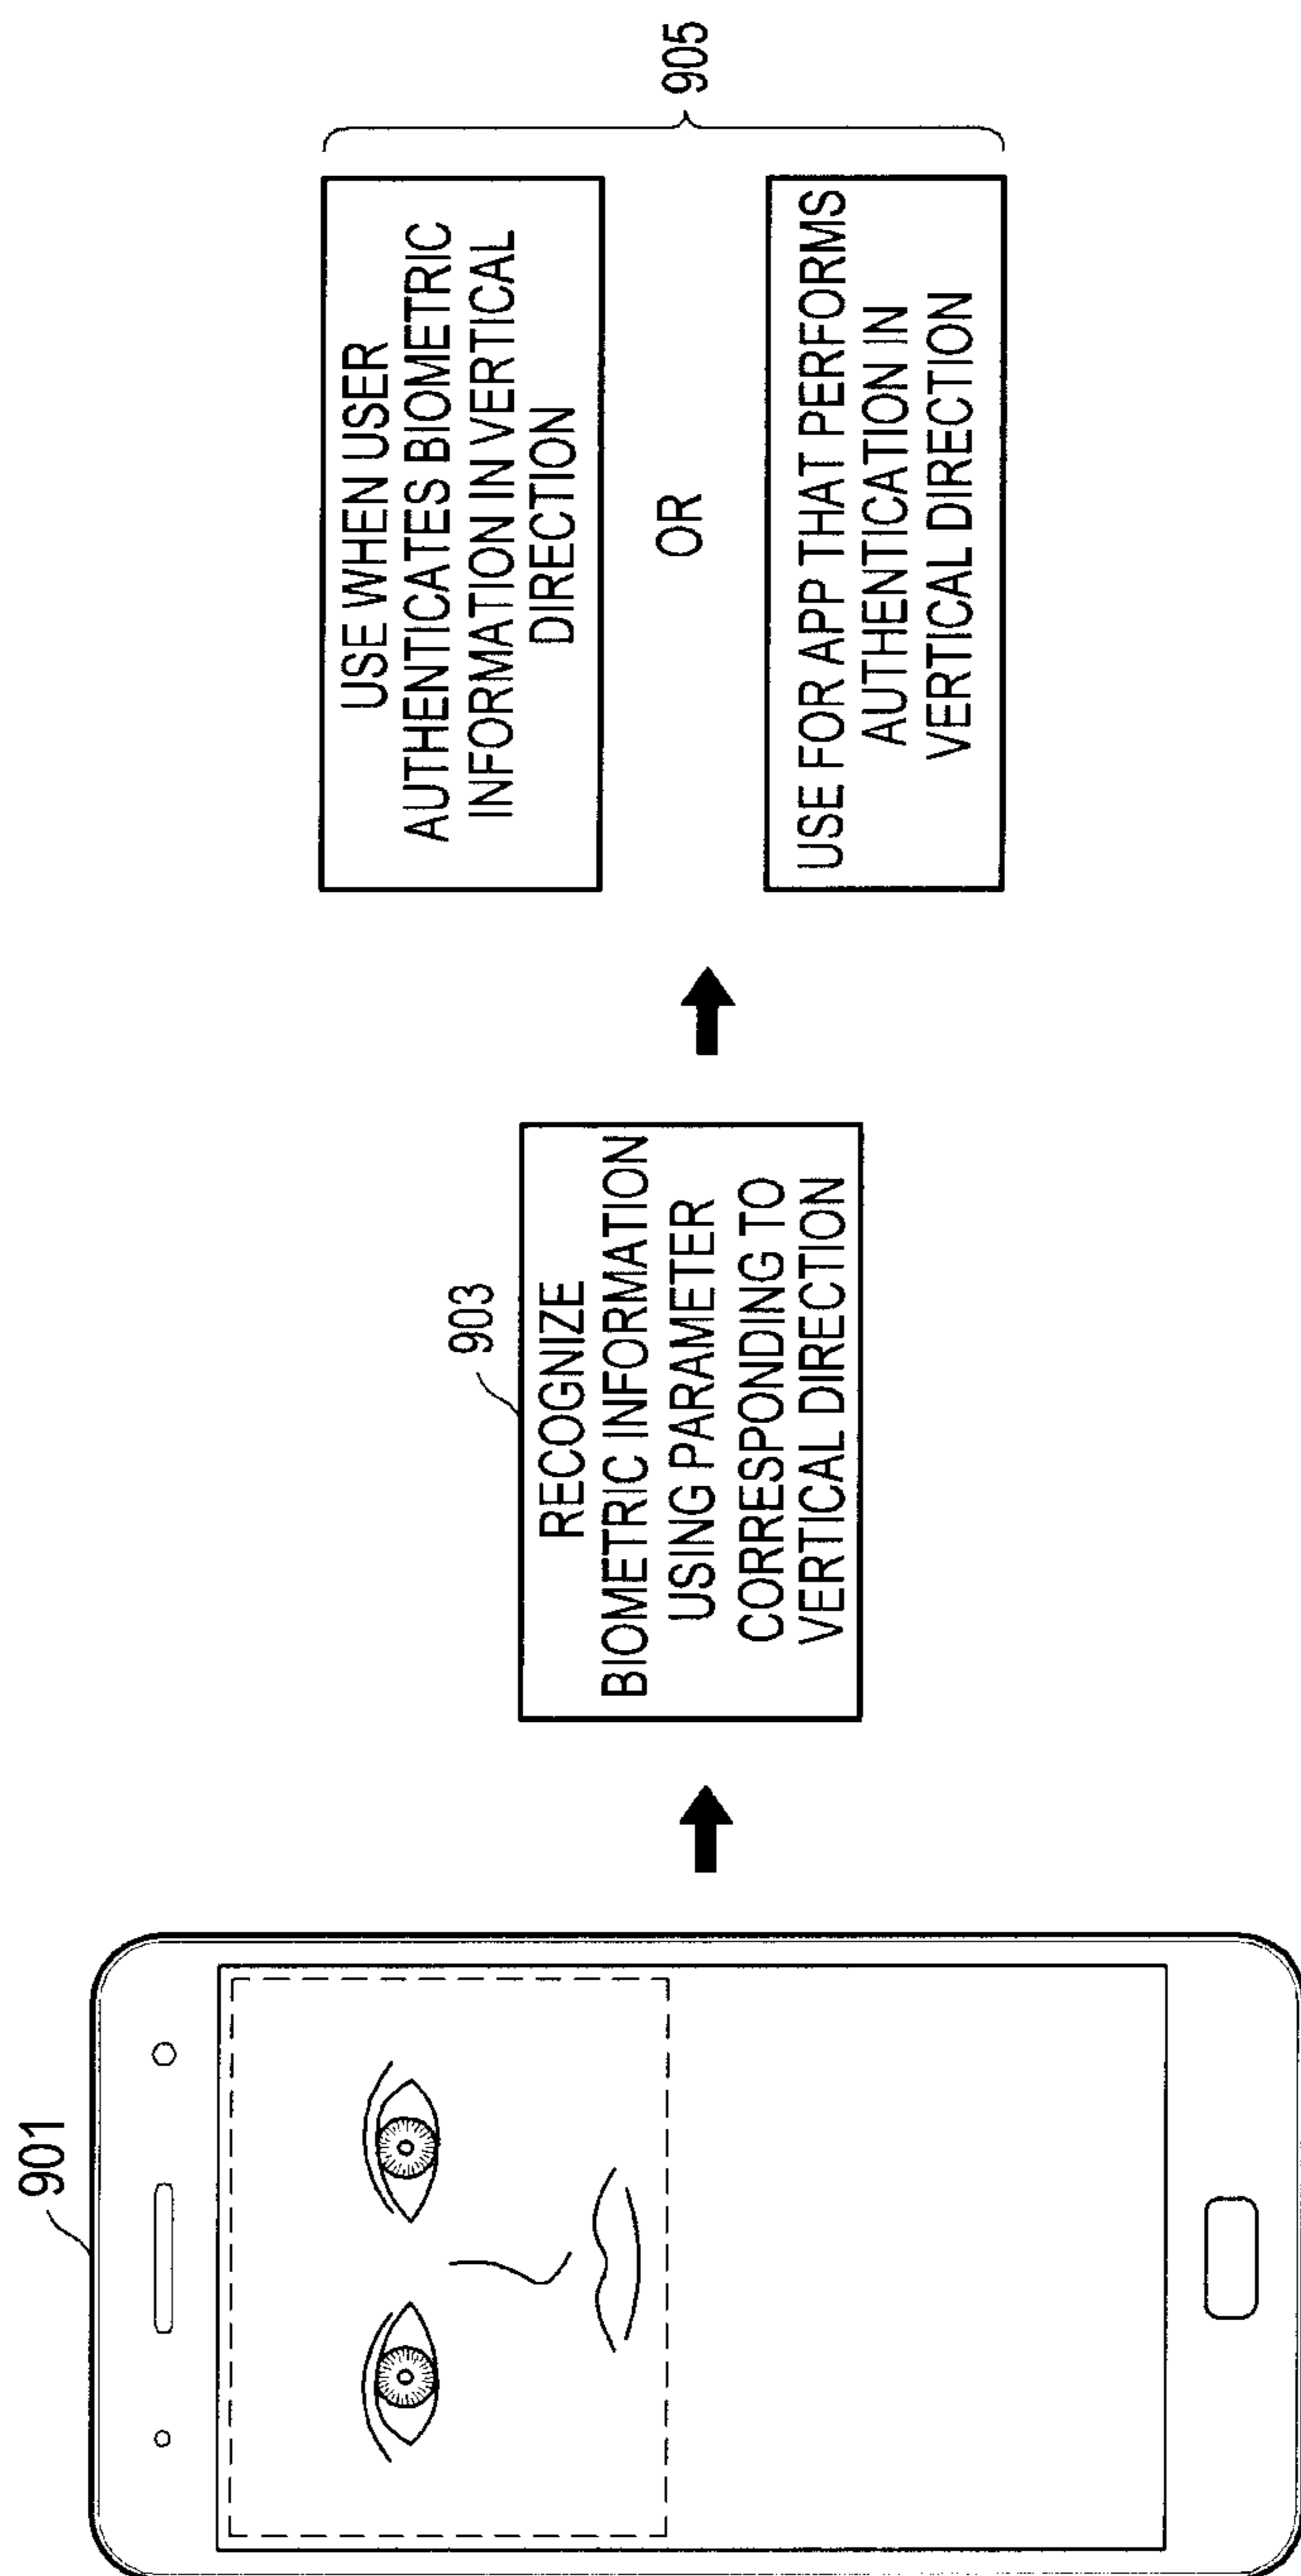 901
903
RECOGNIZE
BIOMETRIC INFORMATION
USING PARAMETER
CORRESPONDING TO
VERTICAL DIRECTION
USE WHEN USER
AUTHENTICATES BIOMETRIC
INFORMATION IN VERTICAL
DIRECTION
OR
USE FOR APP THAT PERFORMS
AUTHENTICATION IN
VERTICAL DIRECTION
905